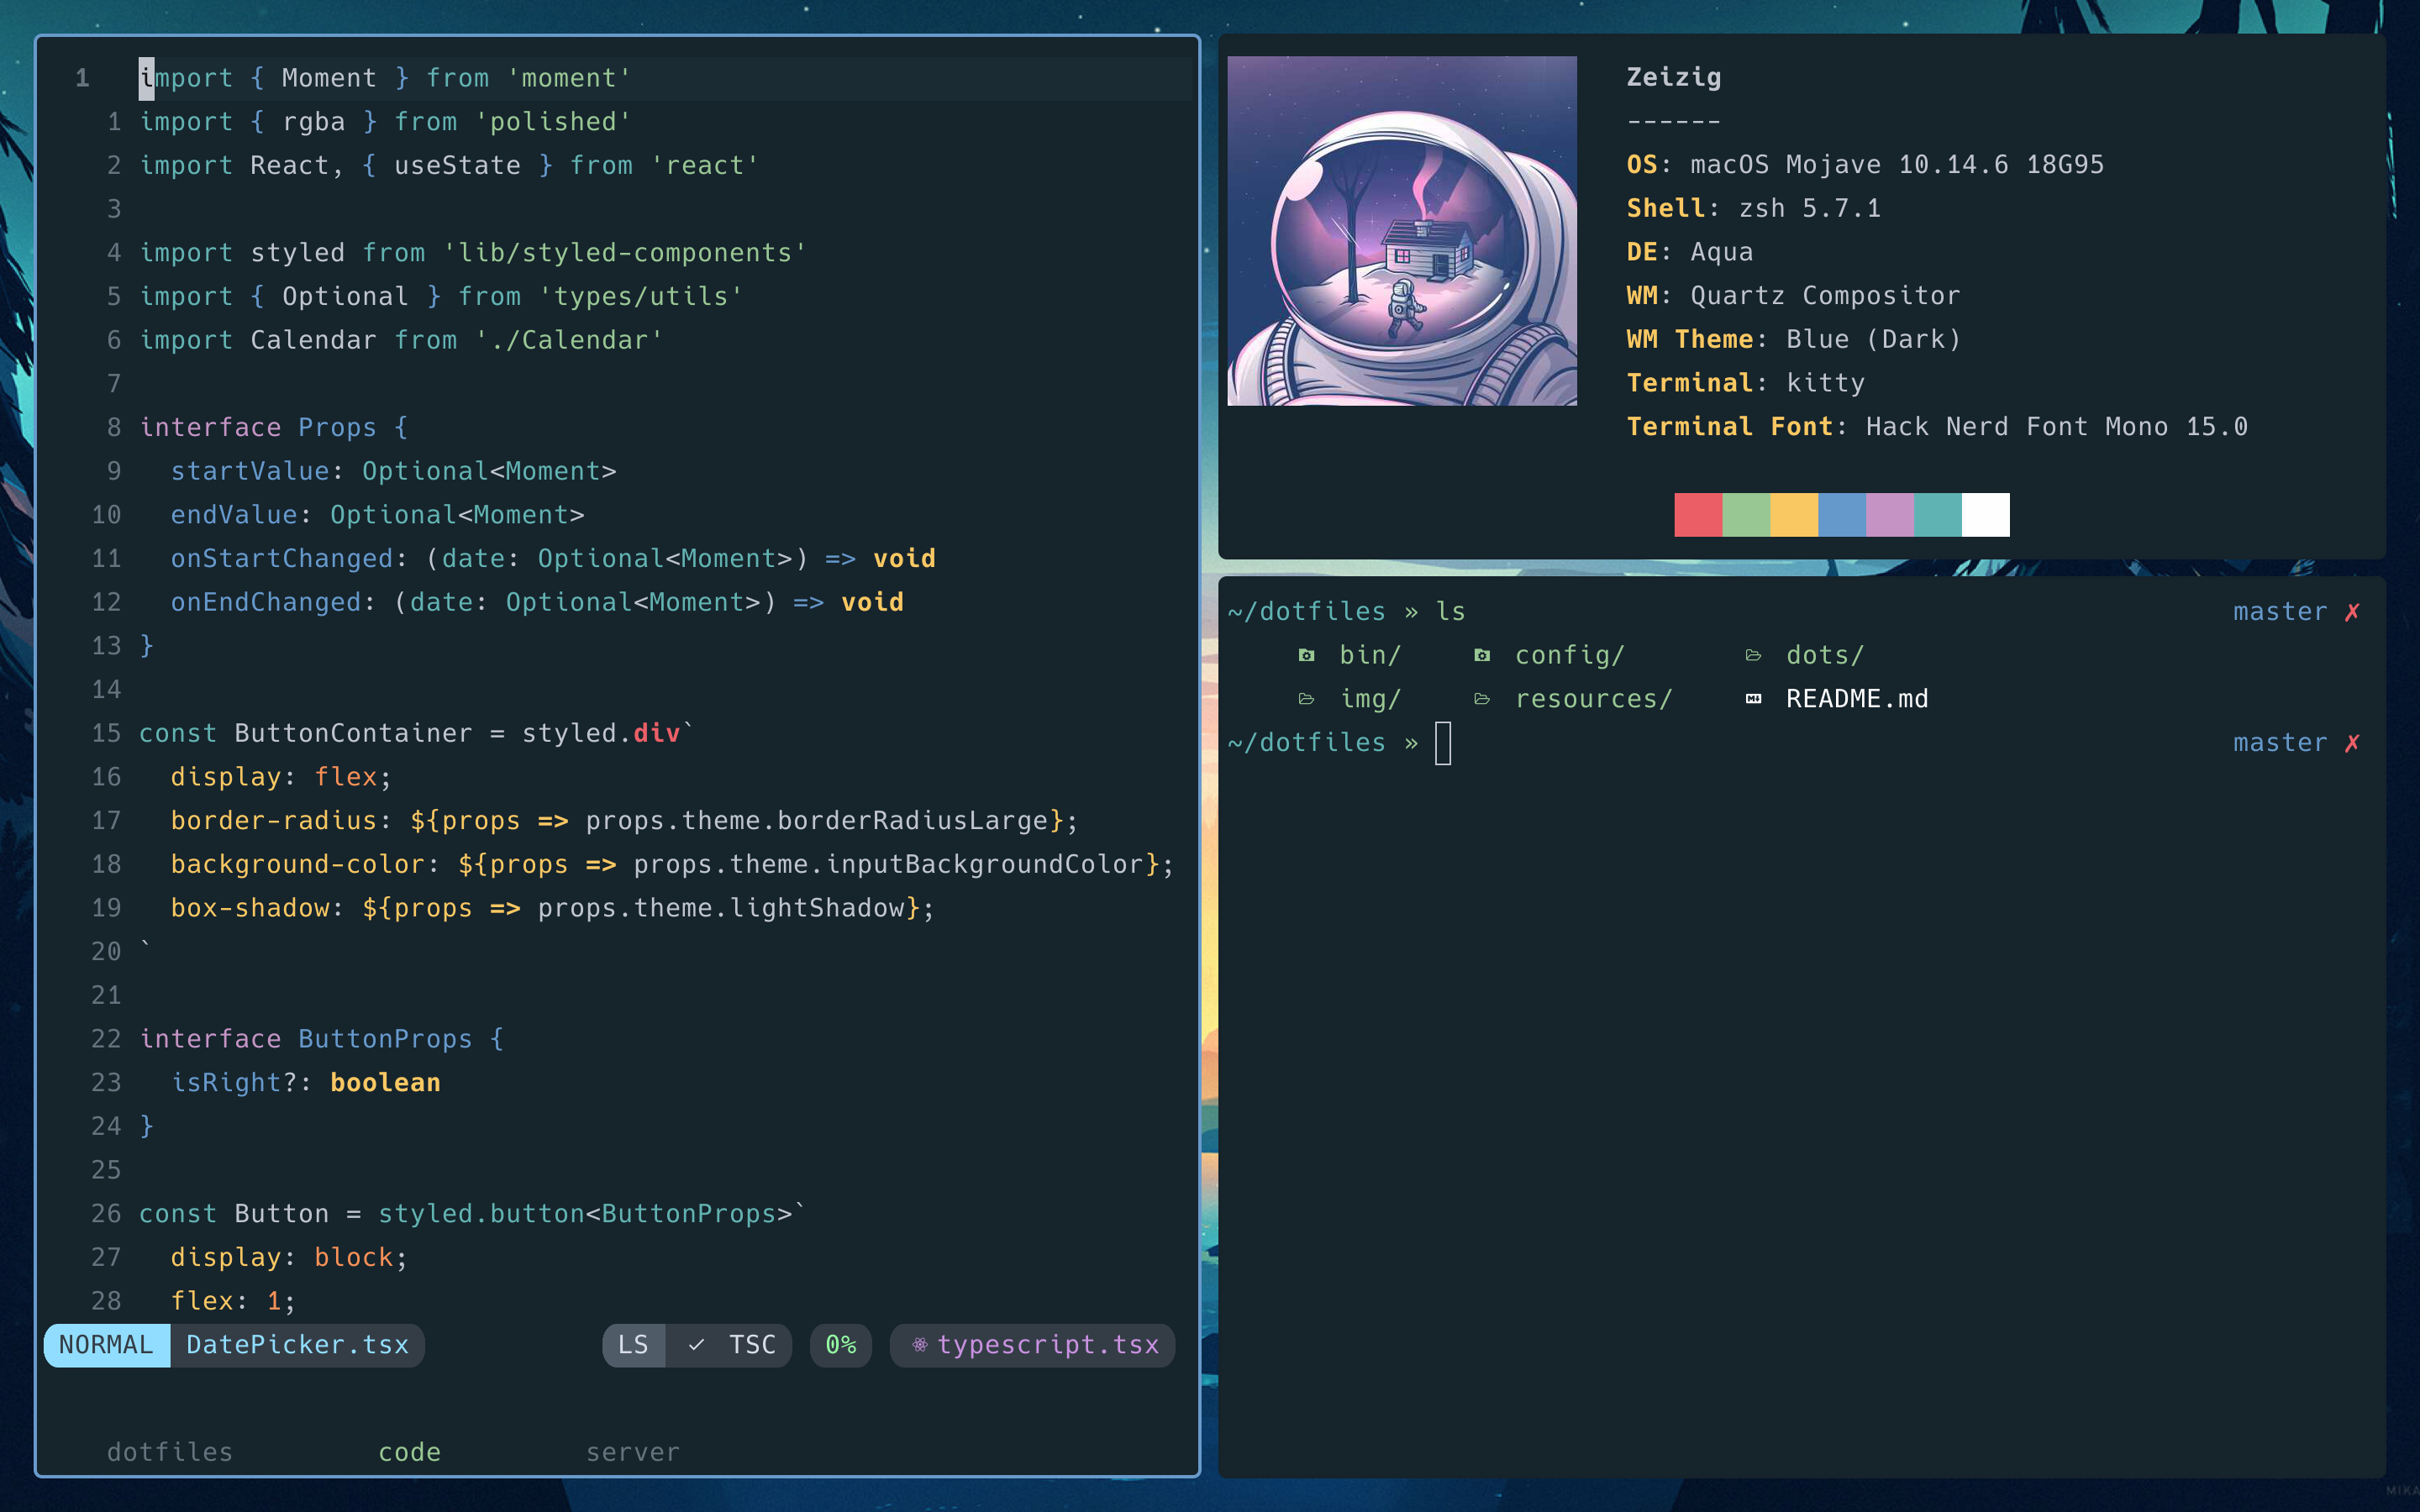 1 import { Moment } from 'moment'
1 import { rgba } from 'polished'
2 import React, { useState } from 'react'
3
4 import styled from 'lib/styled-components'
5 import { Optional } from 'types/utils'
6 import Calendar from './Calendar'
7
8 interface Props {
9   startValue: Optional<Moment>
10   endValue: Optional<Moment>
11   onStartChanged: (date: Optional<Moment>) => void
12   onEndChanged: (date: Optional<Moment>) => void
13 }
14
15 const ButtonContainer = styled.div`
16   display: flex;
17   border-radius: ${props => props.theme.borderRadiusLarge};
18   background-color: ${props => props.theme.inputBackgroundColor};
19   box-shadow: ${props => props.theme.lightShadow};
20 `
21
22 interface ButtonProps {
23   isRight?: boolean
24 }
25
26 const Button = styled.button<ButtonProps>`
27   display: block;
28   flex: 1;
NORMAL DatePicker.tsx LS ✓ TSC 0% typescript.tsx
dotfiles code server
Zeizig
------
OS: macOS Mojave 10.14.6 18G95
Shell: zsh 5.7.1
DE: Aqua
WM: Quartz Compositor
WM Theme: Blue (Dark)
Terminal: kitty
Terminal Font: Hack Nerd Font Mono 15.0
~/dotfiles » ls master ✗
bin/ config/ dots/
img/ resources/ README.md
~/dotfiles » master ✗